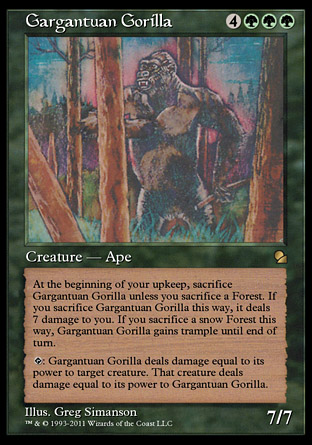 Gargantuan Gorilla 4
Creature — Ape
At the beginning of your upkeep, sacrifice
Gargantuan Gorilla unless you sacrifice a Forest. If
you sacrifice Gargantuan Gorilla this way, it deals
7 damage to you. If you sacrifice a snow Forest this
way, Gargantuan Gorilla gains trample until end of
turn.
: Gargantuan Gorilla deals damage equal to its
power to target creature. That creature deals
damage equal to its power to Gargantuan Gorilla.
Illus. Greg Simanson
™ & © 1993-2011 Wizards of the Coast LLC
7/7